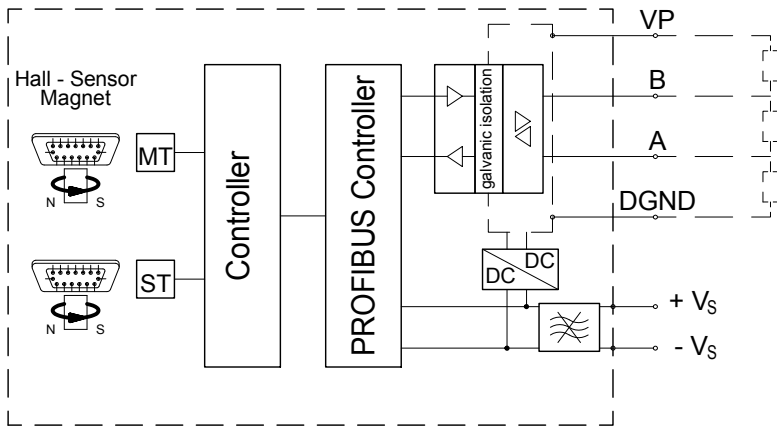 Hall - Sensor
Magnet
N S
MT
N S
ST
Controller
PROFIBUS Controller
galvanic isolation
DC
DC
VP
B
A
DGND
+ VS
- VS